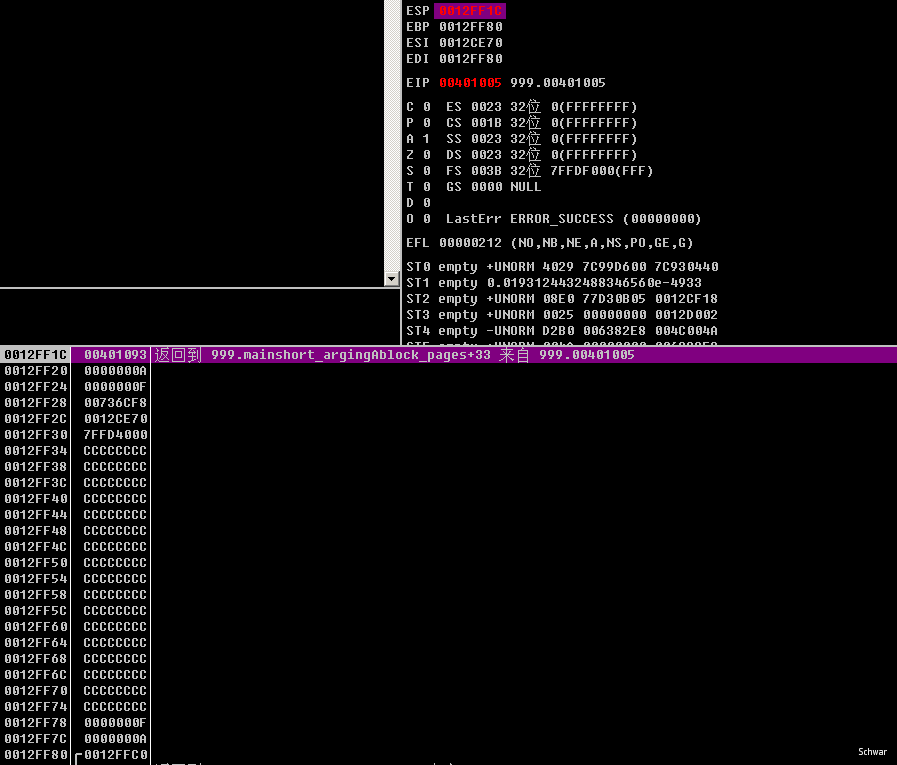 ESP 0012FF1C
EBP 0012FF80
ESI 0012CE70
EDI 0012FF80
EIP 00401005 999.00401005
C 0 ES 0023 32位 0(FFFFFFFF)
P 0 CS 001B 32位 0(FFFFFFFF)
A 1 SS 0023 32位 0(FFFFFFFF)
Z 0 DS 0023 32位 0(FFFFFFFF)
S 0 FS 003B 32位 7FFDF000(FFF)
T 0 GS 0000 NULL
D 0
O 0 LastErr ERROR_SUCCESS (00000000)
EFL 00000212 (NO,NB,NE,A,NS,PO,GE,G)
ST0 empty +UNORM 4029 7C99D600 7C930440
ST1 empty 0.0193124432488346560e-4933
ST2 empty +UNORM 08E0 77D30B05 0012CF18
ST3 empty +UNORM 0025 00000000 0012D002
ST4 empty -UNORM D2B0 006382E8 004C004A
0012FF1C 00401093 返回到 999.mainshort_argingAblock_pages+33 来自 999.00401005
0012FF20 0000000A
0012FF24 0000000F
0012FF28 00736CF8
0012FF2C 0012CE70
0012FF30 7FFD4000
0012FF34 CCCCCCCC
0012FF38 CCCCCCCC
0012FF3C CCCCCCCC
0012FF40 CCCCCCCC
0012FF44 CCCCCCCC
0012FF48 CCCCCCCC
0012FF4C CCCCCCCC
0012FF50 CCCCCCCC
0012FF54 CCCCCCCC
0012FF58 CCCCCCCC
0012FF5C CCCCCCCC
0012FF60 CCCCCCCC
0012FF64 CCCCCCCC
0012FF68 CCCCCCCC
0012FF6C CCCCCCCC
0012FF70 CCCCCCCC
0012FF74 CCCCCCCC
0012FF78 0000000F
0012FF7C 0000000A
0012FF80 0012FFC0
Schwar